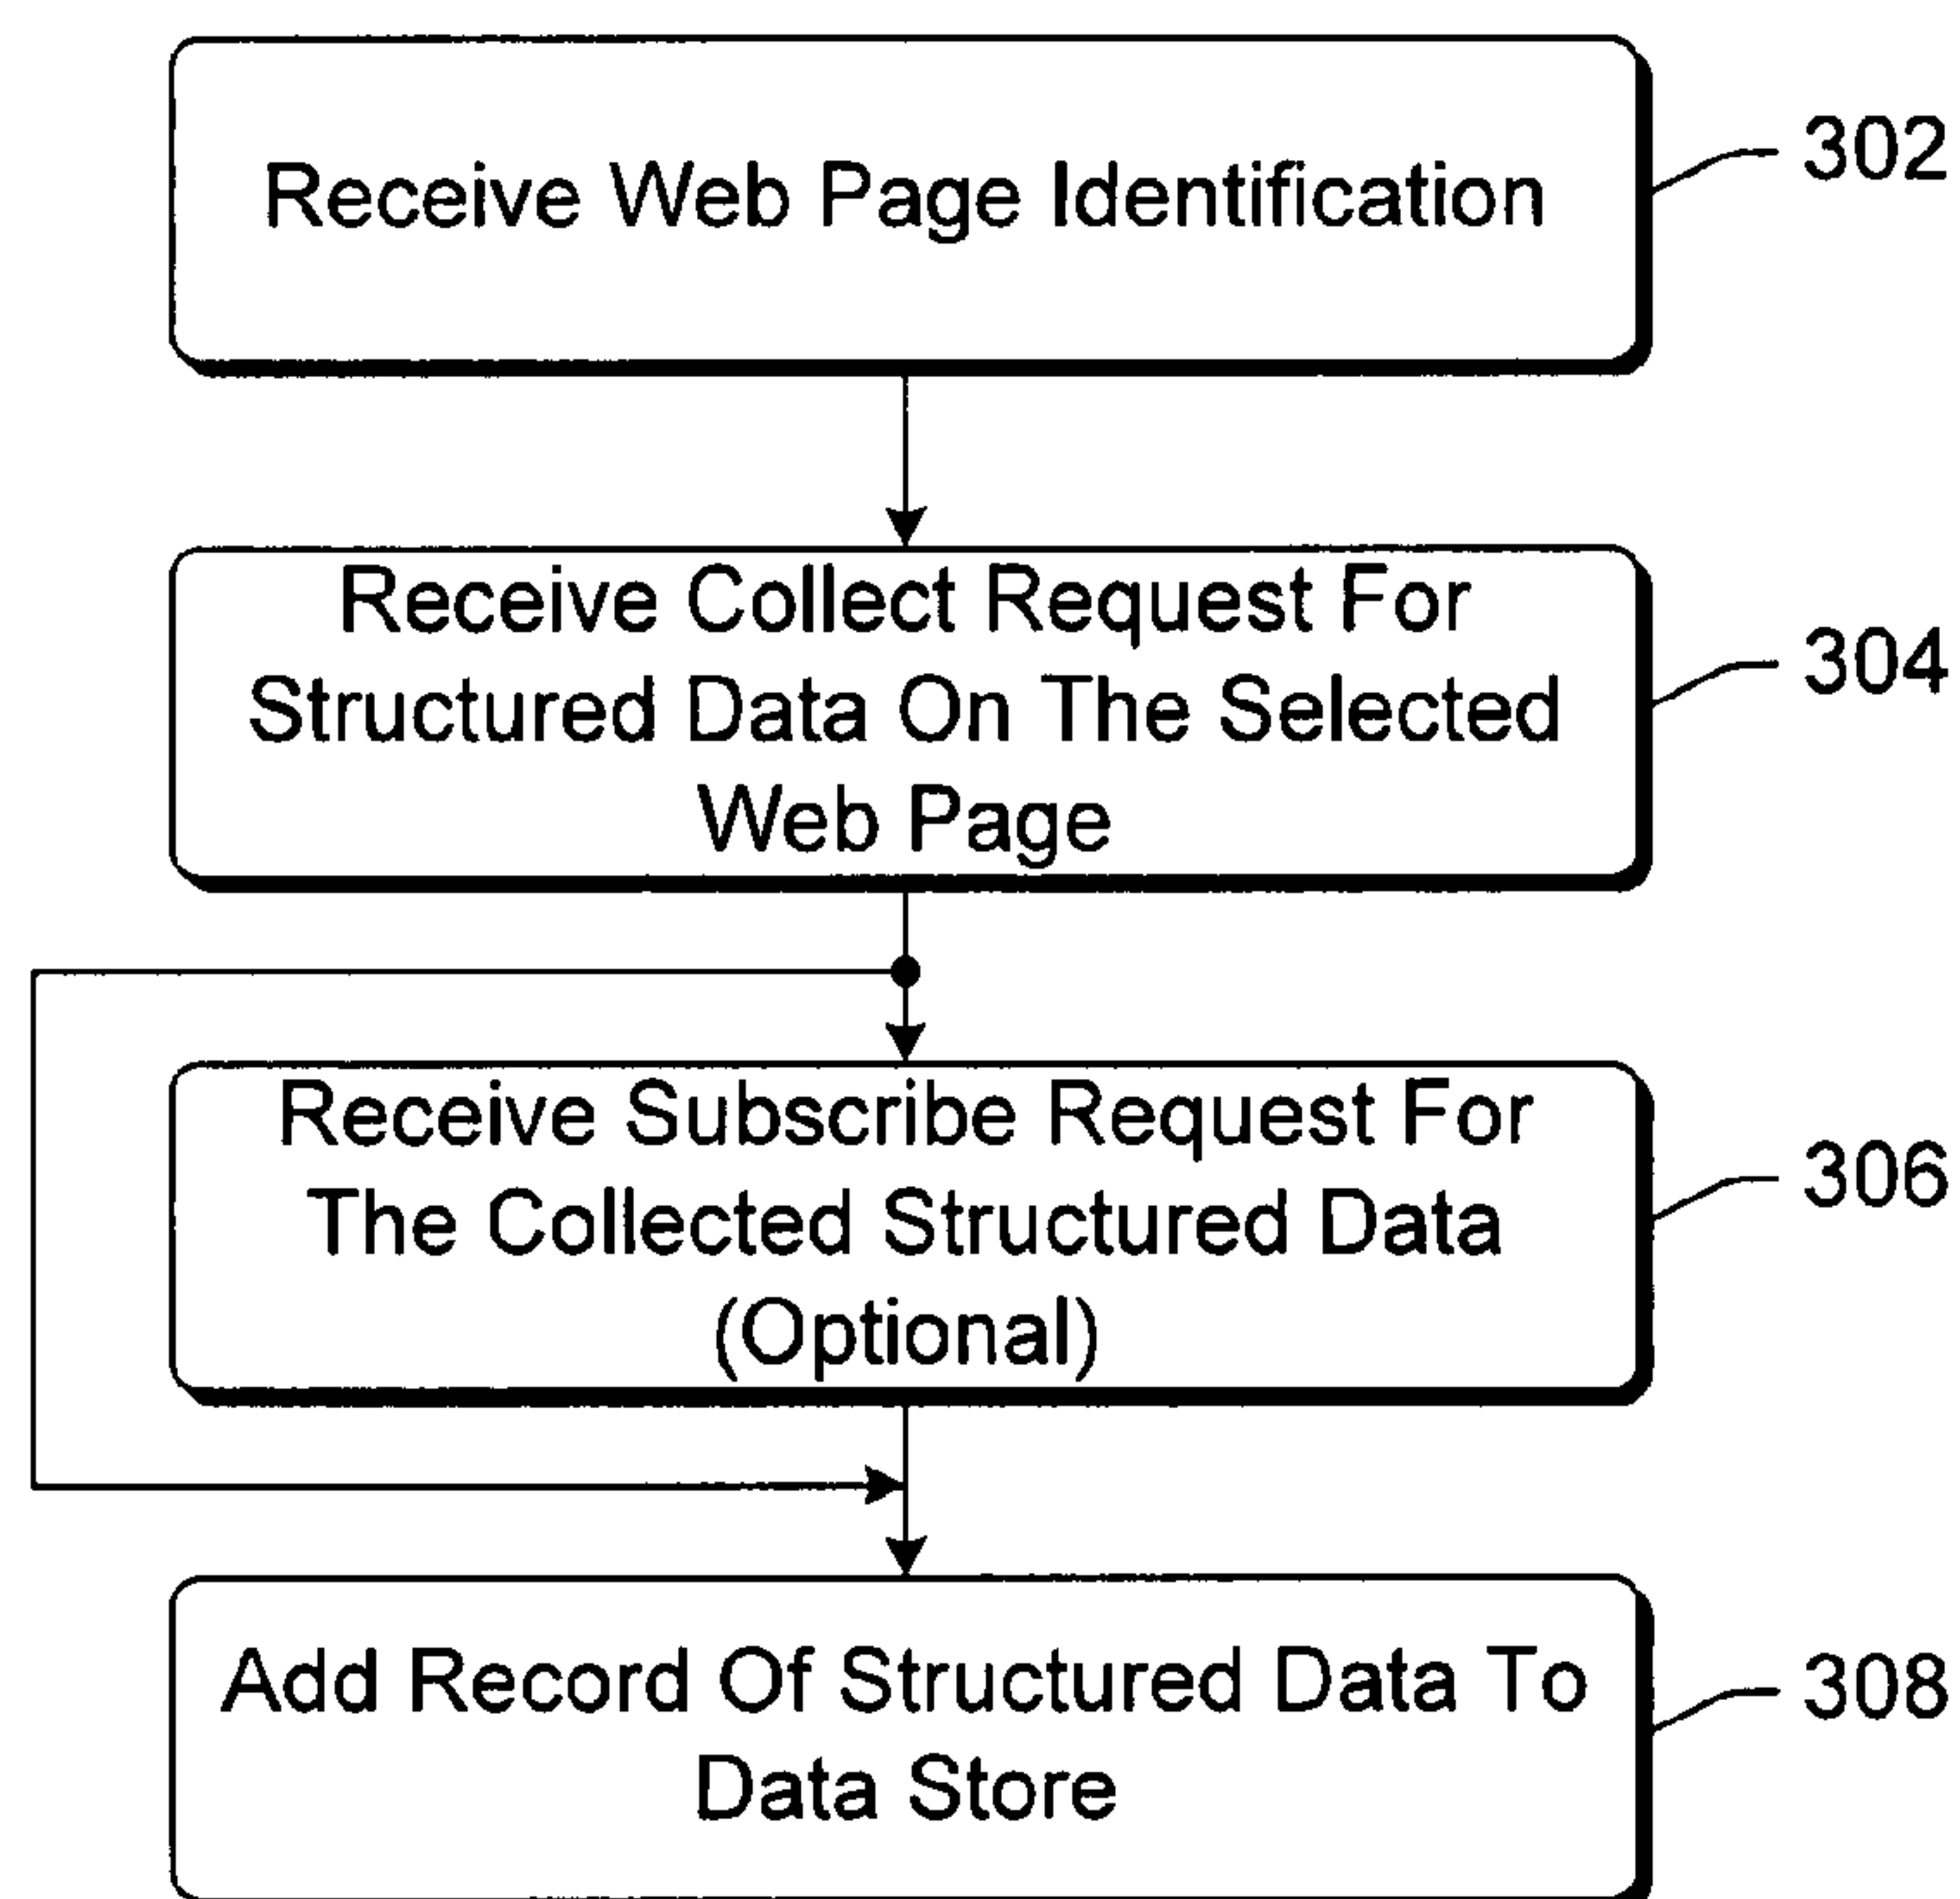 Receive Web Page Identification
302
Receive Collect Request For
Structured Data On The Selected
Web Page
304
Receive Subscribe Request For
The Collected Structured Data
(Optional)
306
Add Record Of Structured Data To
Data Store
308